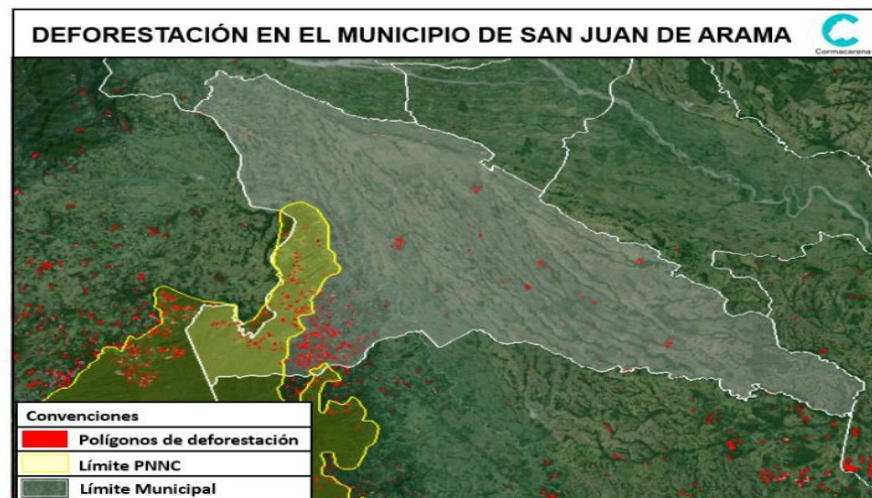 DEFORESTACIÓN EN EL MUNICIPIO DE SAN JUAN DE ARAMA
Cormacarena
Convenciones
Polígonos de deforestación
Límite PNNC
Límite Municipal